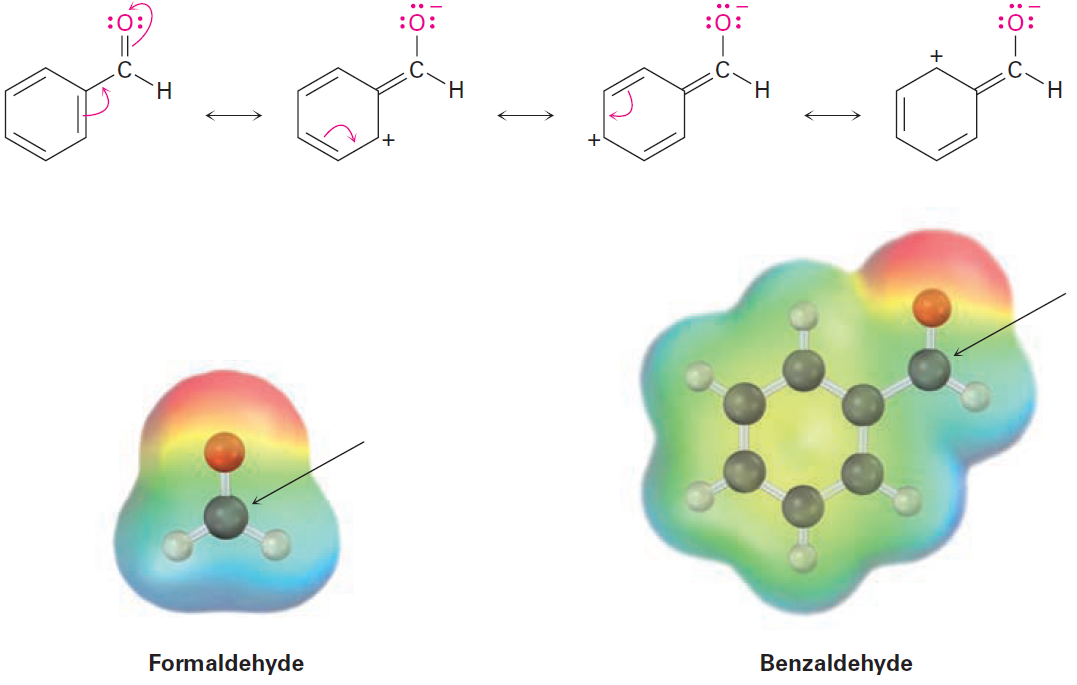 :O: :O:− :O:− :O:−
C H C H C H + C H
+ +
Formaldehyde Benzaldehyde